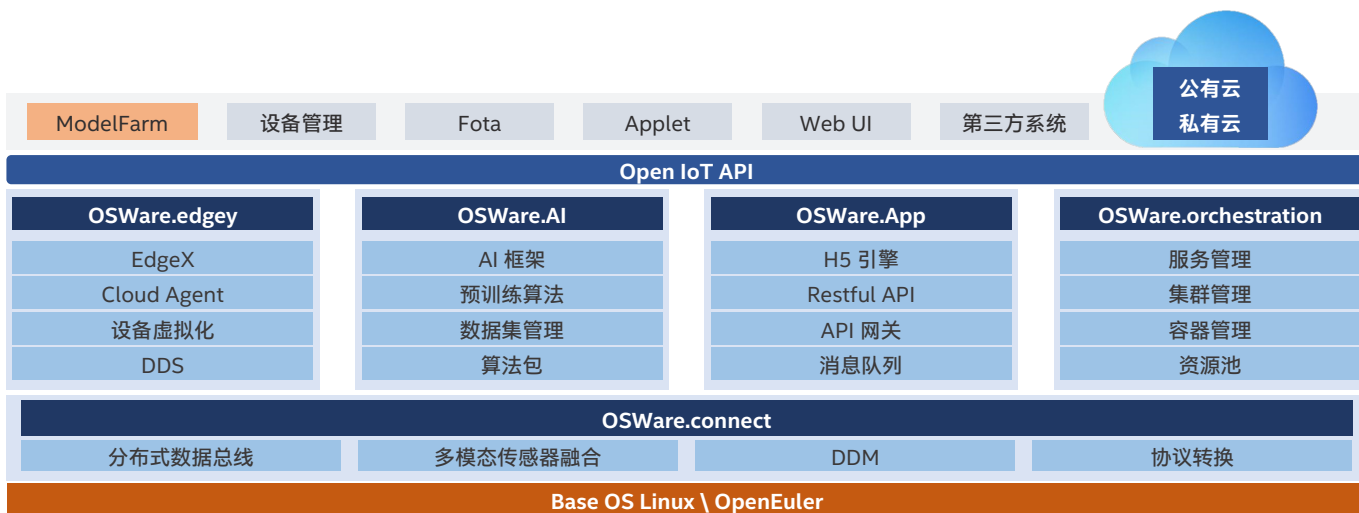 公有云
私有云
ModelFarm
设备管理
Fota
Applet
Web UI
第三方系统
Open IoT API
OSWare.edgey
EdgeX
Cloud Agent
设备虚拟化
DDS
OSWare.AI
AI 框架
预训练算法
数据集管理
算法包
OSWare.App
H5 引擎
Restful API
API 网关
消息队列
OSWare.orchestration
服务管理
集群管理
容器管理
资源池
OSWare.connect
分布式数据总线
多模态传感器融合
DDM
协议转换
Base OS Linux \ OpenEuler